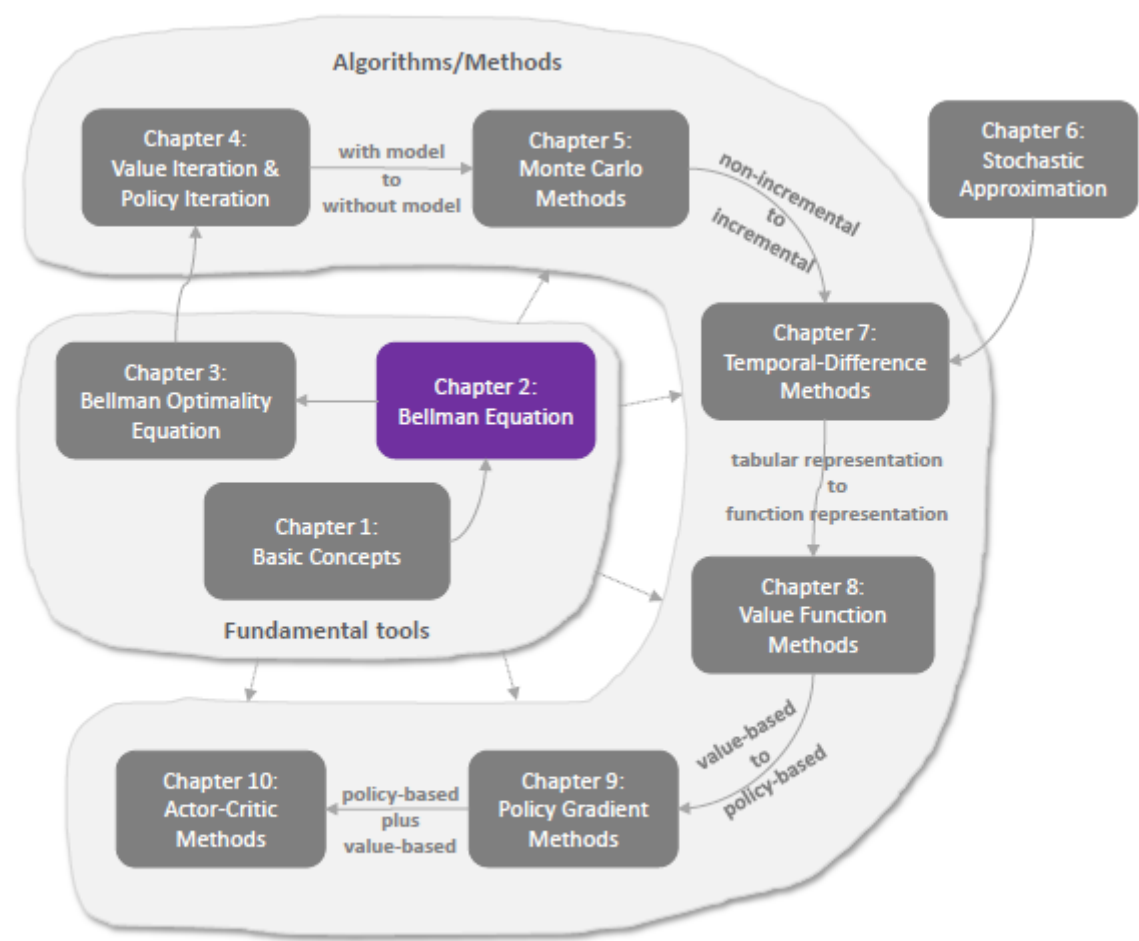 Algorithms/Methods
Chapter 4:
Value Iteration &
Policy Iteration
with model
to
without model
Chapter 5:
Monte Carlo
Methods
non-incremental
to
incremental
Chapter 6:
Stochastic
Approximation
Chapter 7:
Temporal-Difference
Methods
Chapter 3:
Bellman Optimality
Equation
Chapter 2:
Bellman Equation
Chapter 1:
Basic Concepts
Fundamental tools
tabular representation
to
function representation
Chapter 8:
Value Function
Methods
value-based
to
policy-based
Chapter 9:
Policy Gradient
Methods
policy-based
plus
value-based
Chapter 10:
Actor-Critic
Methods